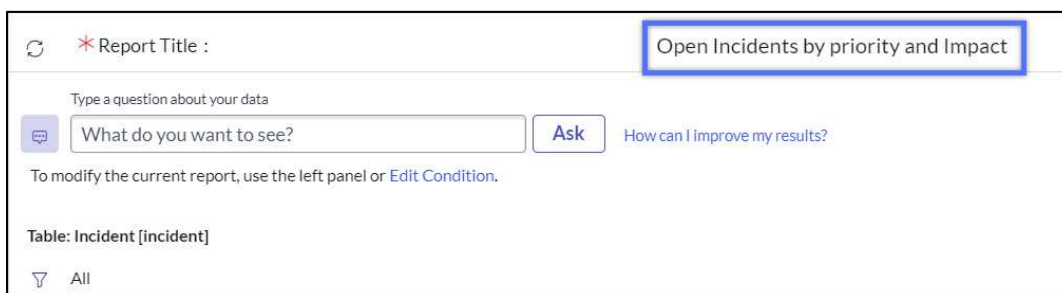 *Report Title : Open Incidents by priority and Impact
Type a question about your data
What do you want to see? Ask How can I improve my results?
To modify the current report, use the left panel or Edit Condition.
Table: Incident [incident]
All